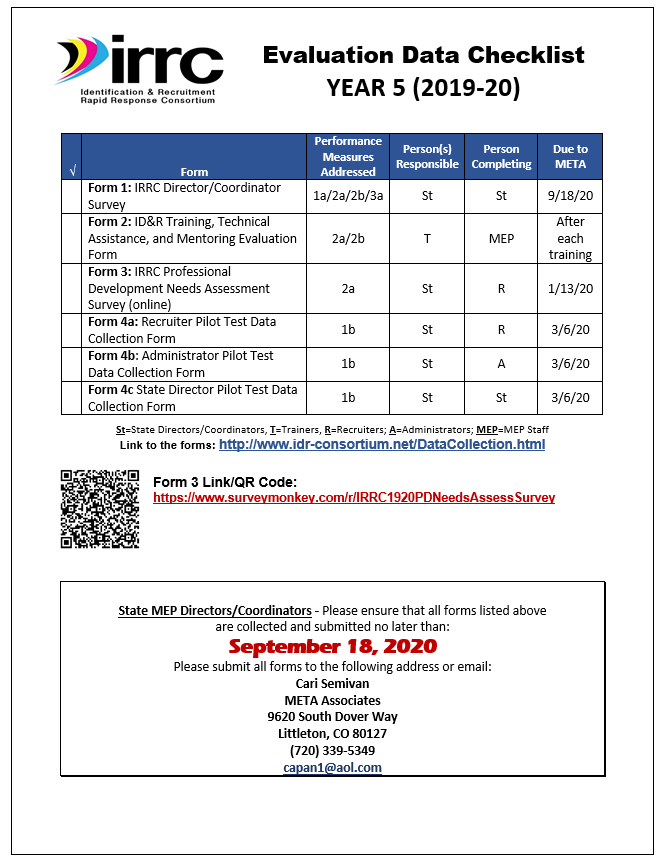 irrc
Identification & Recruitment
Rapid Response Consortium
Evaluation Data Checklist
YEAR 5 (2019-20)
√
Form
Performance
Measures
Addressed
Person(s)
Responsible
Person
Completing
Due to
META
Form 1: IRRC Director/Coordinator
Survey
1a/2a/2b/3a
St
St
9/18/20
Form 2: ID&R Training, Technical
Assistance, and Mentoring Evaluation
Form
2a/2b
T
MEP
After
each
training
Form 3: IRRC Professional
Development Needs Assessment
Survey (online)
2a
St
R
1/13/20
Form 4a: Recruiter Pilot Test Data
Collection Form
1b
St
R
3/6/20
Form 4b: Administrator Pilot Test
Data Collection Form
1b
St
A
3/6/20
Form 4c State Director Pilot Test Data
Collection Form
1b
St
St
3/6/20
St=State Directors/Coordinators, T=Trainers, R=Recruiters; A=Administrators; MEP=MEP Staff
Link to the forms: http://www.idr-consortium.net/DataCollection.html
Form 3 Link/QR Code:
https://www.surveymonkey.com/r/IRRC1920PDNeedsAssessSurvey
State MEP Directors/Coordinators - Please ensure that all forms listed above
are collected and submitted no later than:
September 18, 2020
Please submit all forms to the following address or email:
Cari Semivan
META Associates
9620 South Dover Way
Littleton, CO 80127
(720) 339-5349
capan1@aol.com